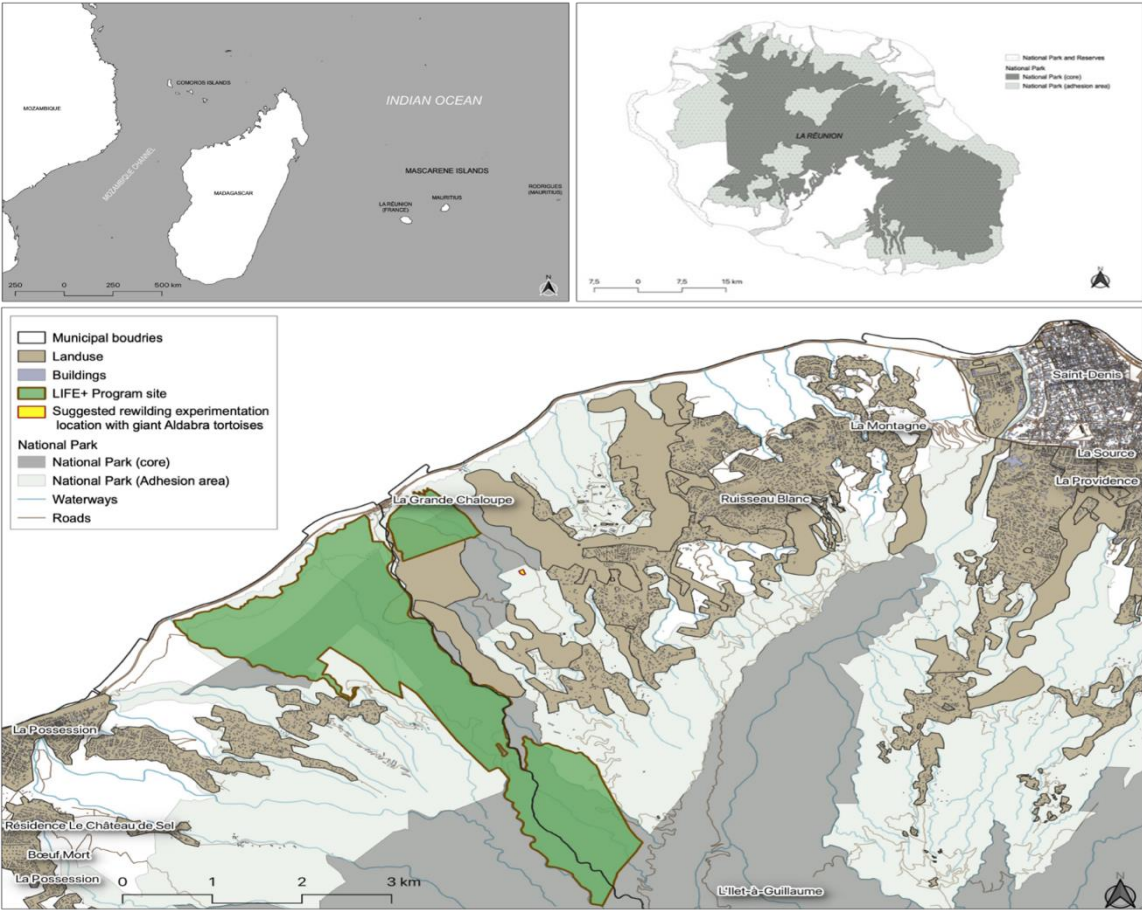 COMOROS ISLANDS
MOZAMBIQUE
INDIAN OCEAN
MOZAMBIQUE CHANNEL
MASCARENE ISLANDS
MADAGASCAR
RODRIGUES
(MAURITIUS)
MAURITIUS
LA RÉUNION
(FRANCE)
N
250 0 250 500 km
National Park and Reserves
National Park
National Park (core)
National Park (adhesion area)
LA RÉUNION
N
7,5 0 7,5 15 km
Municipal boudries
Landuse
Buildings
LIFE+ Program site
Suggested rewilding experimentation
location with giant Aldabra tortoises
National Park
National Park (core)
National Park (Adhesion area)
Waterways
Roads
Saint-Denis
La Montagne
La Source
La Providence
La Grande Chaloupe
Ruisseau Blanc
La Possession
Résidence Le Château de Sel
Bœuf Mort
La Possession
0 1 2 3 km
L'Ilet-à-Guillaume
N